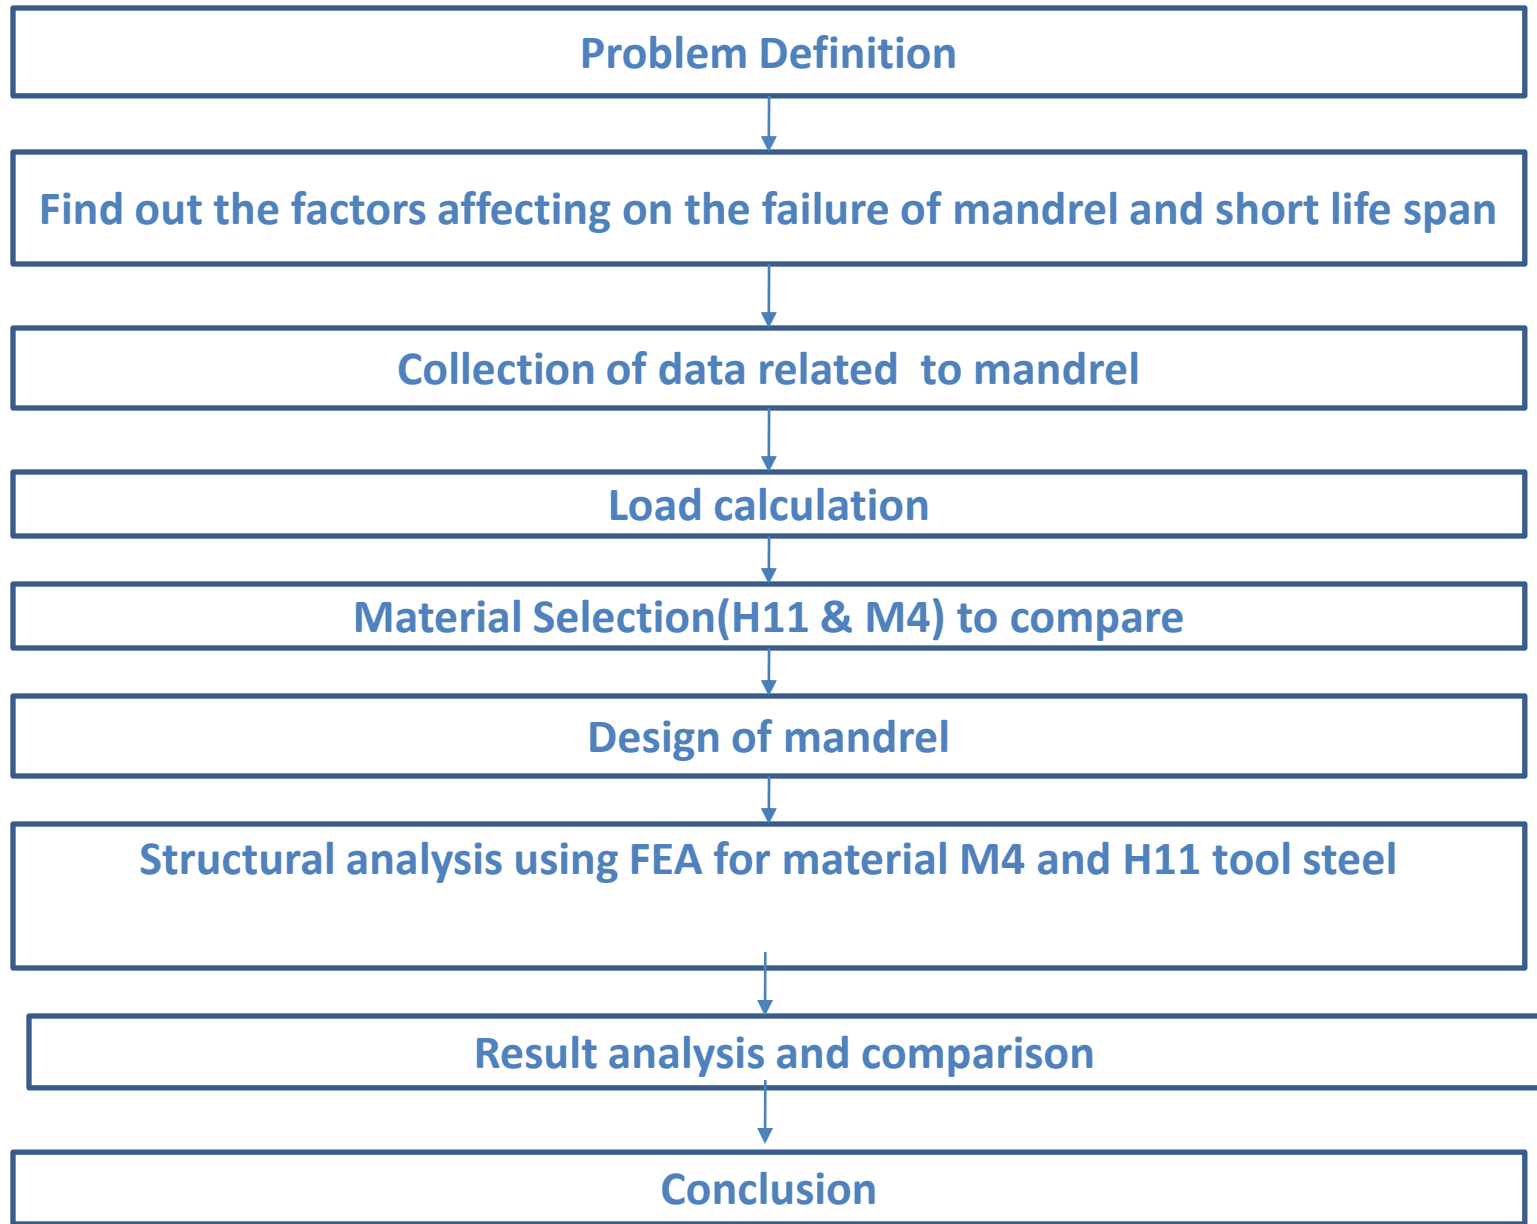 Problem Definition
Find out the factors affecting on the failure of mandrel and short life span
Collection of data related  to mandrel
Load calculation
Material Selection(H11 & M4) to compare
Design of mandrel
Structural analysis using FEA for material M4 and H11 tool steel
Result analysis and comparison
Conclusion